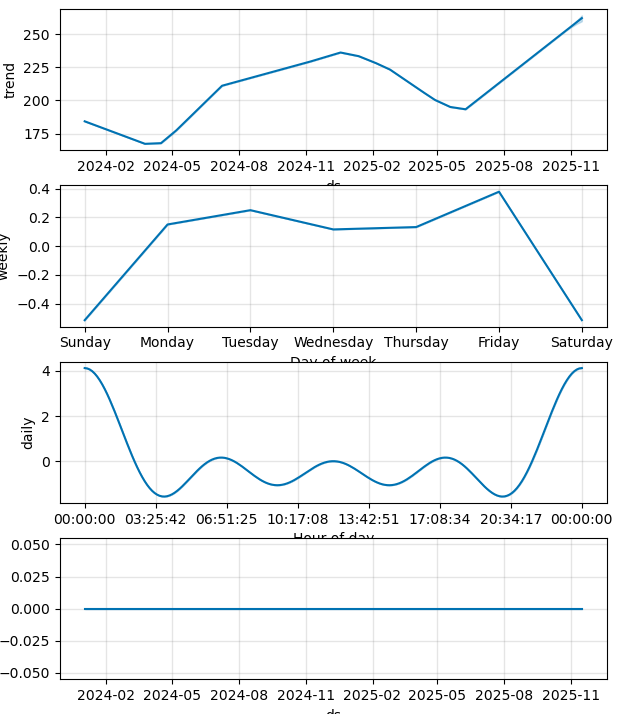 250
225
200
175
trend
2024-02 2024-05 2024-08 2024-11 2025-02 2025-05 2025-08 2025-11
ds
0.4
0.2
0.0
−0.2
−0.4
weekly
Sunday Monday Tuesday Wednesday Thursday Friday Saturday
Day of week
4
2
0
daily
00:00:00 03:25:42 06:51:25 10:17:08 13:42:51 17:08:34 20:34:17 00:00:00
Hour of day
0.050
0.025
0.000
−0.025
−0.050
2024-02 2024-05 2024-08 2024-11 2025-02 2025-05 2025-08 2025-11
ds